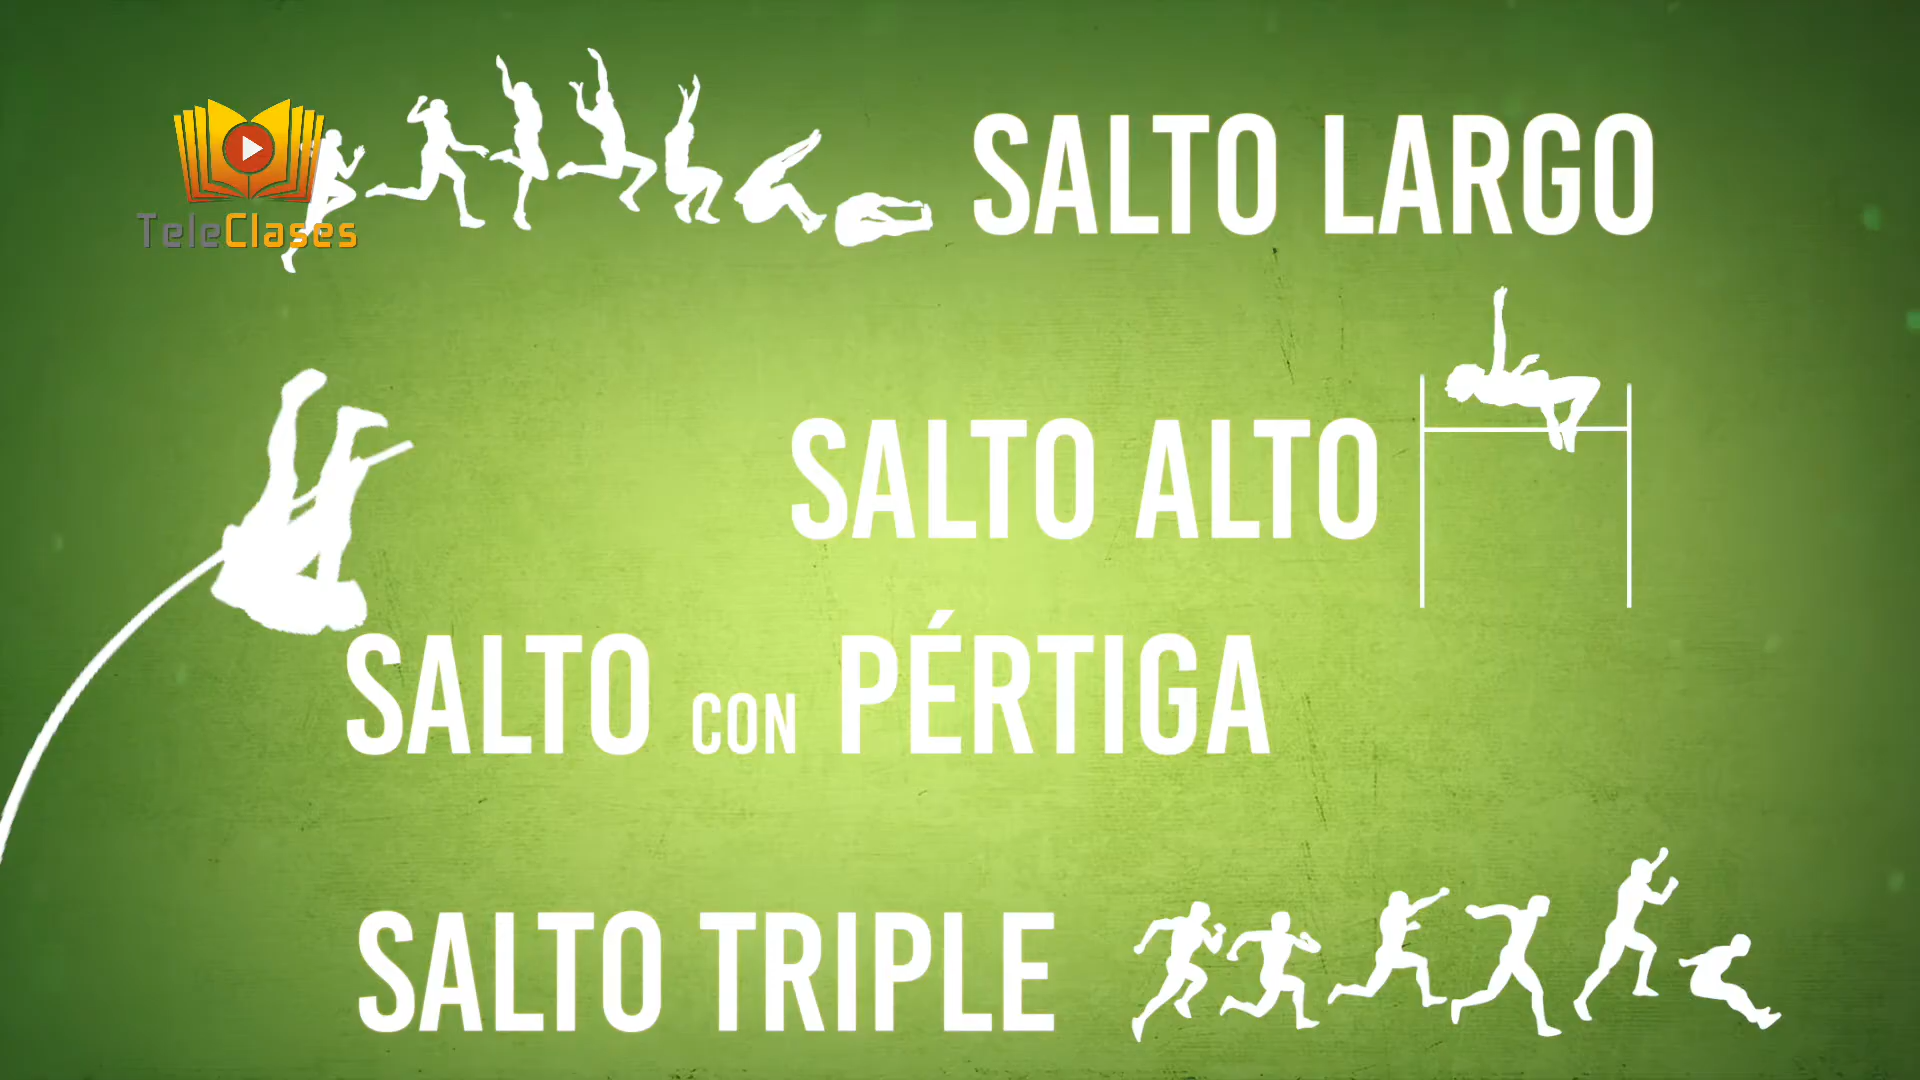 TeleClases
SALTO LARGO
SALTO ALTO
SALTO CON PÉRTIGA
SALTO TRIPLE